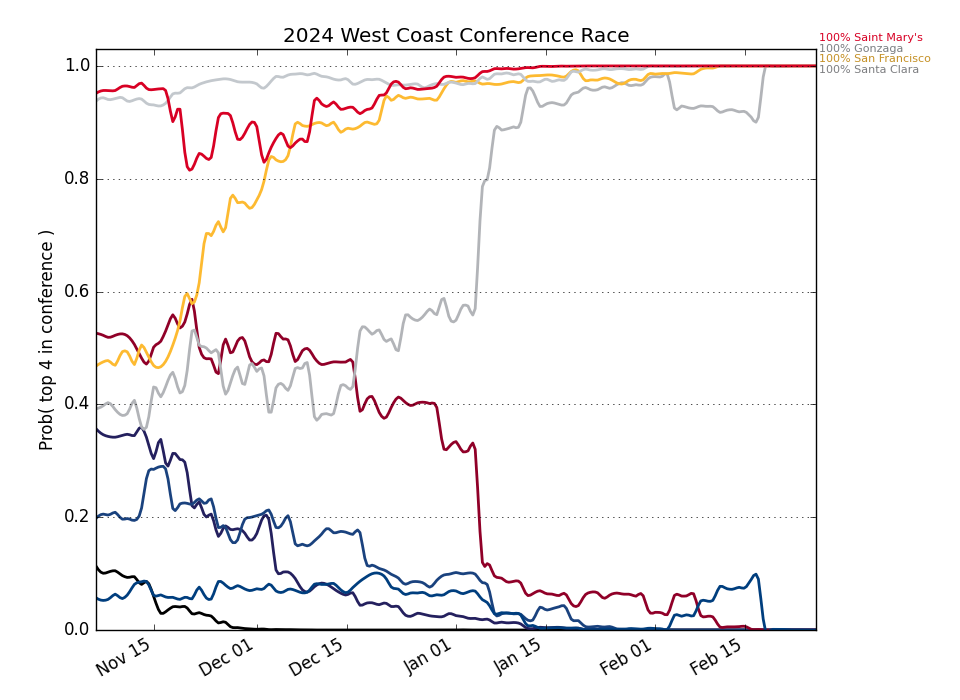 2024 West Coast Conference Race
100% Saint Mary's
100% Gonzaga
100% San Francisco
100% Santa Clara
Prob( top 4 in conference )
1.0
0.8
0.6
0.4
0.2
0.0
Nov 15
Dec 01
Dec 15
Jan 01
Jan 15
Feb 01
Feb 15